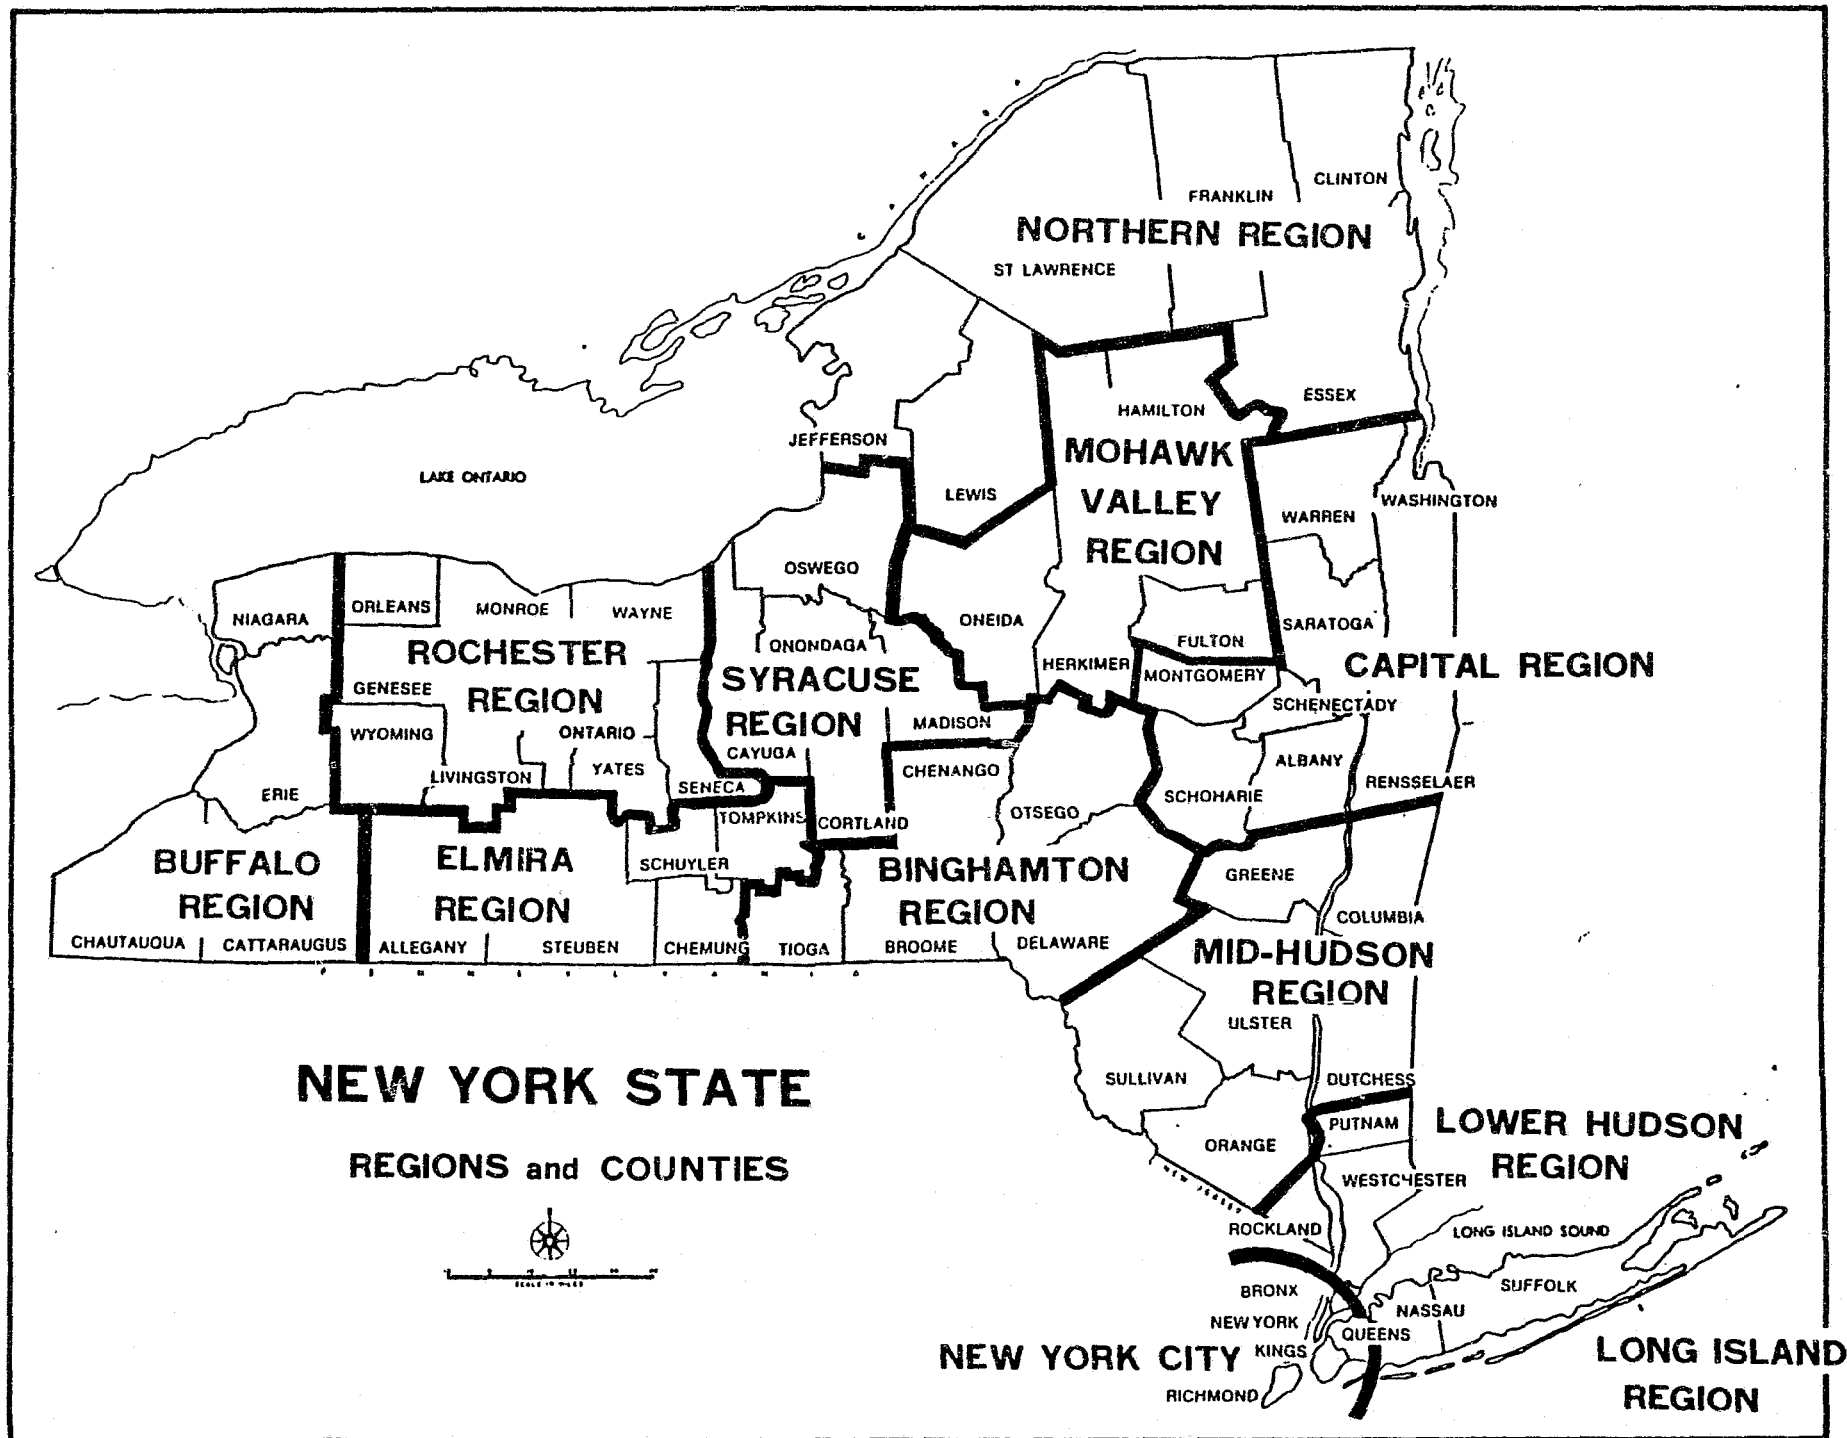 CLINTON
FRANKLIN
NORTHERN REGION
ST LAWRENCE
ESSEX
HAMILTON
JEFFERSON
MOHAWK
VALLEY
REGION
LAKE ONTARIO
LEWIS
WASHINGTON
WARREN
OSWEGO
NIAGARA
ORLEANS
MONROE
WAYNE
ONEIDA
SARATOGA
ONONDAGA
FULTON
ROCHESTER
REGION
HERKIMER
MONTGOMERY
CAPITAL REGION
SYRACUSE
REGION
GENESEE
SCHENECTADY
MADISON
WYOMING
ONTARIO
CAYUGA
ALBANY
CHENANGO
YATES
LIVINGSTON
SENECA
RENSSELAER
ERIE
SCHOHARIE
OTSEGO
TOMPKINS
CORTLAND
BUFFALO
REGION
ELMIRA
REGION
SCHUYLER
BINGHAMTON
REGION
GREENE
COLUMBIA
CHAUTAUQUA
CATTARAUGUS
ALLEGANY
STEUBEN
CHEMUNG
TIOGA
BROOME
DELAWARE
MID-HUDSON
REGION
ULSTER
NEW YORK STATE
SULLIVAN
DUTCHESS
PUTNAM
LOWER HUDSON
REGION
ORANGE
REGIONS and COUNTIES
WESTCHESTER
NEW JERSEY
ROCKLAND
LONG ISLAND SOUND
SCALE IN MILES
BRONX
SUFFOLK
NEW YORK
NASSAU
QUEENS
NEW YORK CITY
KINGS
LONG ISLAND
REGION
RICHMOND